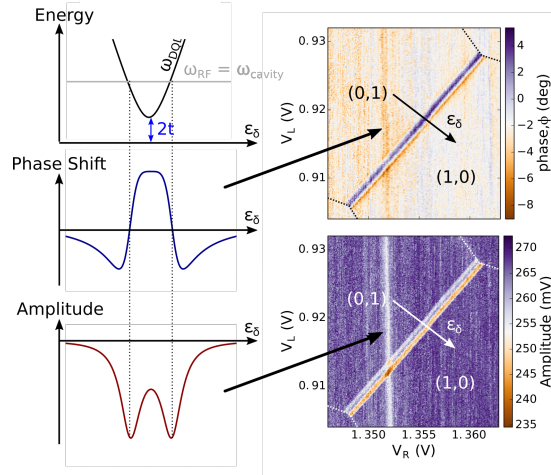 Energy
ω_DQD
ω_RF = ω_cavity
2t
ε_δ
Phase Shift
ε_δ
Amplitude
ε_δ
0.93
0.92
0.91
V_L (V)
(0,1)
ε_δ
(1,0)
4
2
0
−2
−4
−6
−8
phase,ϕ (deg)
0.93
0.92
0.91
V_L (V)
(0,1)
ε_δ
(1,0)
1.350
1.355
1.360
V_R (V)
270
265
260
255
250
245
240
235
Amplitude (mV)